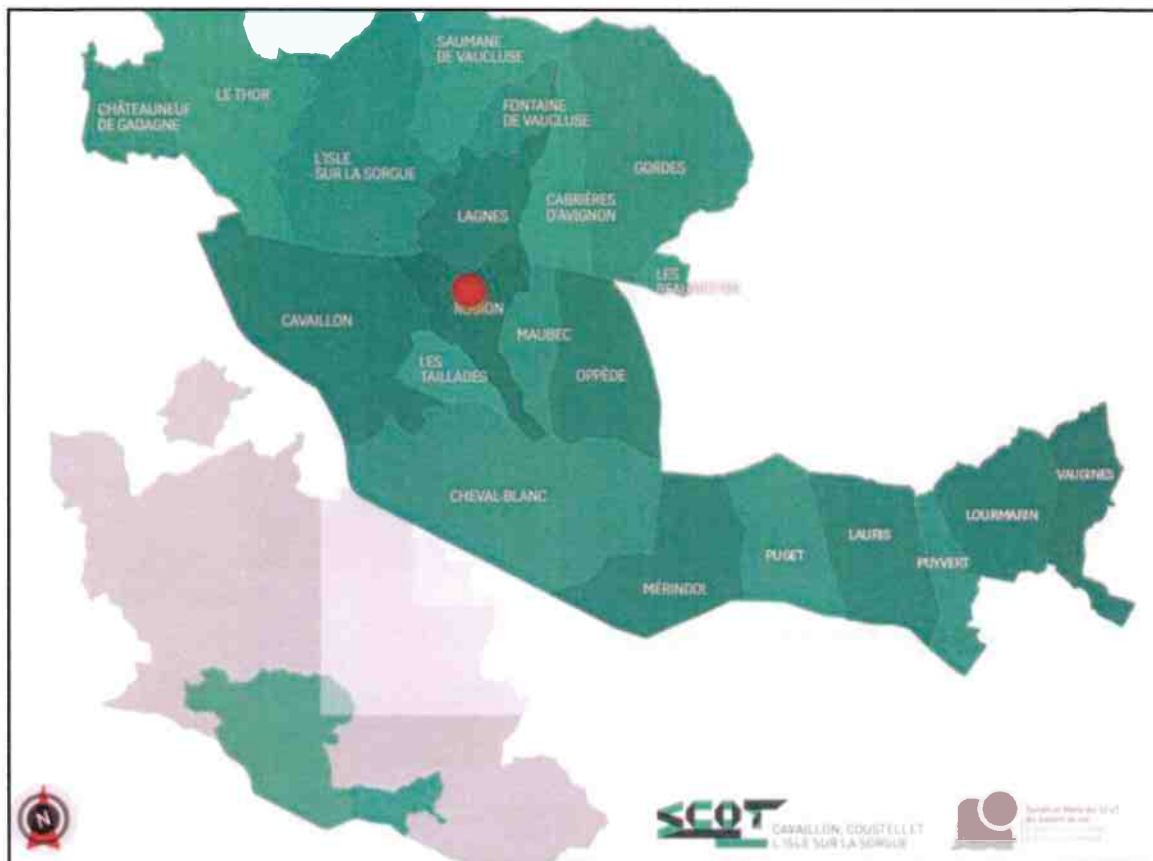 SAUMANE
DE VAUCLUSE
LE THOR
CHÂTEAUNEUF
DE GADAGNE
FONTAINE
DE VAUCLUSE
L'ISLE
SUR LA SORGUE
GORDES
CABRIÈRES
D'AVIGNON
LAGNES
LES
CAVAILLON
MAUBEC
LES
TAILLADES
OPPÈDE
CHEVAL-BLANC
VAUGINES
LOURMARIN
LAURIS
PUGET
PUYVERT
MÉRINDOL
N
SCOT
CAVAILLON, COUSTELLET
L'ISLE SUR LA SORGUE